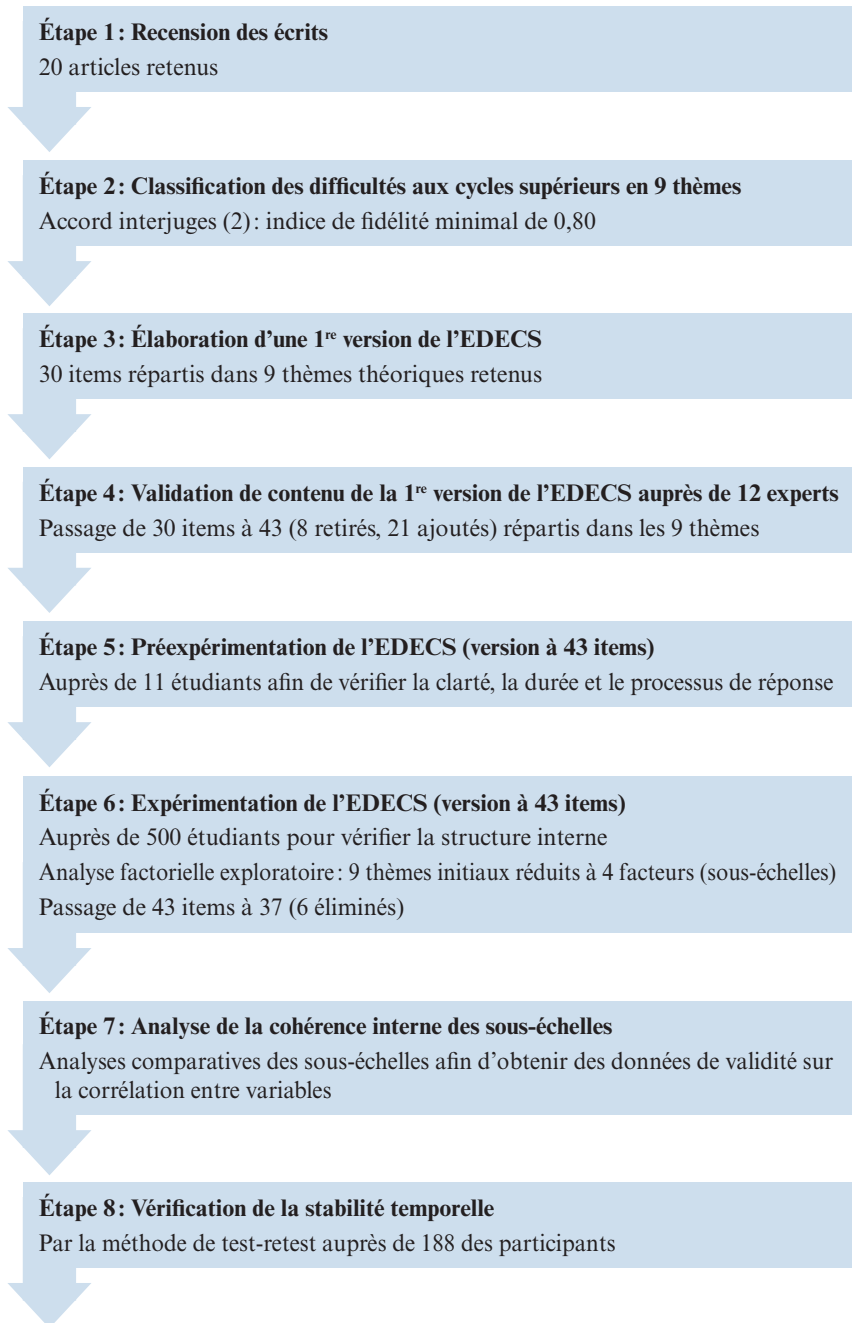 Étape 1 : Recension des écrits
20 articles retenus
Étape 2 : Classification des difficultés aux cycles supérieurs en 9 thèmes
Accord interjuges (2) : indice de fidélité minimal de 0,80
Étape 3 : Élaboration d’une 1re version de l’EDECS
30 items répartis dans 9 thèmes théoriques retenus
Étape 4 : Validation de contenu de la 1re version de l’EDECS auprès de 12 experts
Passage de 30 items à 43 (8 retirés, 21 ajoutés) répartis dans les 9 thèmes
Étape 5 : Préexpérimentation de l’EDECS (version à 43 items)
Auprès de 11 étudiants afin de vérifier la clarté, la durée et le processus de réponse
Étape 6 : Expérimentation de l’EDECS (version à 43 items)
Auprès de 500 étudiants pour vérifier la structure interne
Analyse factorielle exploratoire : 9 thèmes initiaux réduits à 4 facteurs (sous-échelles)
Passage de 43 items à 37 (6 éliminés)
Étape 7 : Analyse de la cohérence interne des sous-échelles
Analyses comparatives des sous-échelles afin d’obtenir des données de validité sur
la corrélation entre variables
Étape 8 : Vérification de la stabilité temporelle
Par la méthode de test-retest auprès de 188 des participants